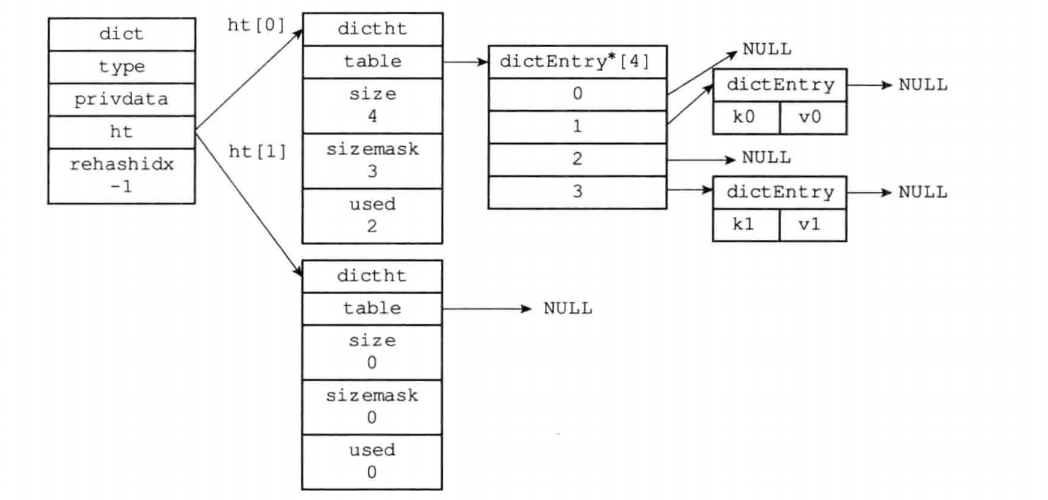 dict
type
privdata
ht
rehashidx
-1
ht[0]
ht[1]
dictht
table
size
4
sizemask
3
used
2
dictht
table
size
0
sizemask
0
used
0
NULL
dictEntry*[4]
0
1
2
3
NULL
dictEntry
k0 v0
NULL
NULL
dictEntry
k1 v1
NULL